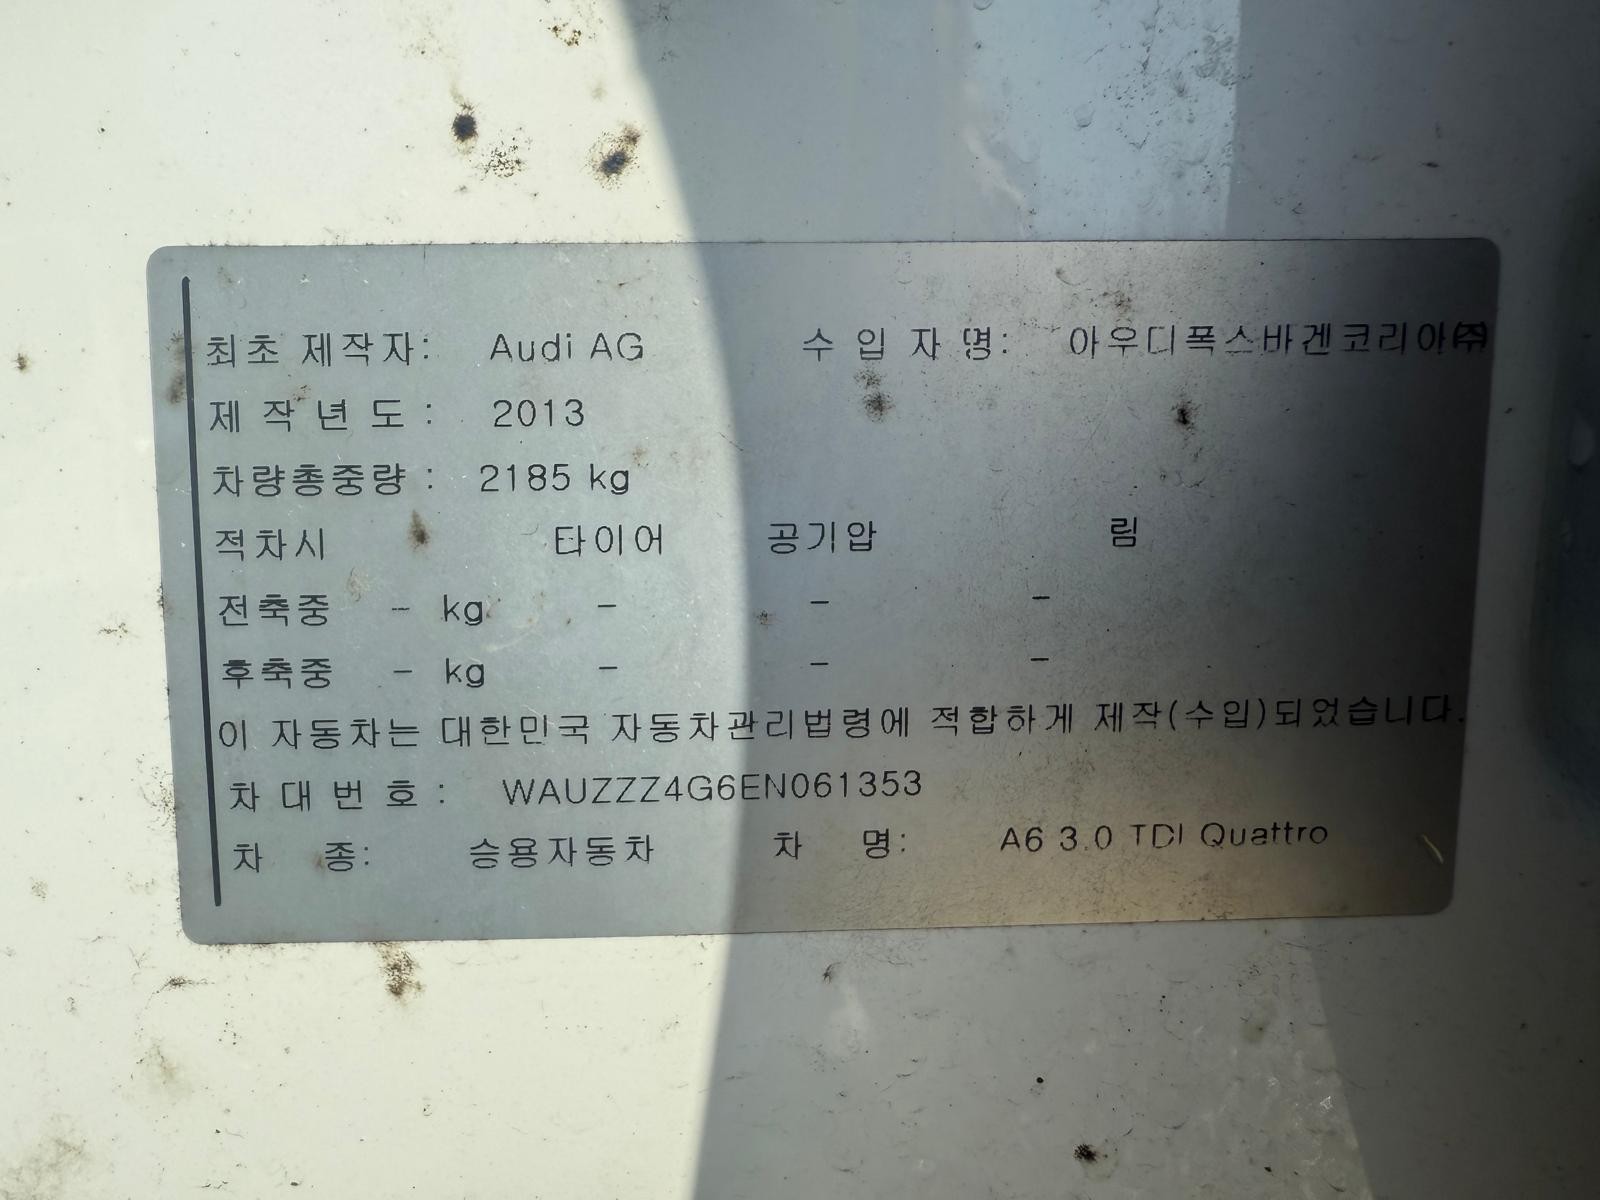 최초 제작자: Audi AG 수 입 자 명: 아우디폭스바겐코리아㈜
제 작 년 도 : 2013
차량총중량 : 2185 kg
적차시 타이어 공기압 림
전축중 - kg - - -
후축중 - kg - - -
이 자동차는 대한민국 자동차관리법령에 적합하게 제작(수입)되었습니다.
차 대 번 호 : WAUZZZ4G6EN061353
차 종: 승용자동차 차 명: A6 3.0 TDI Quattro